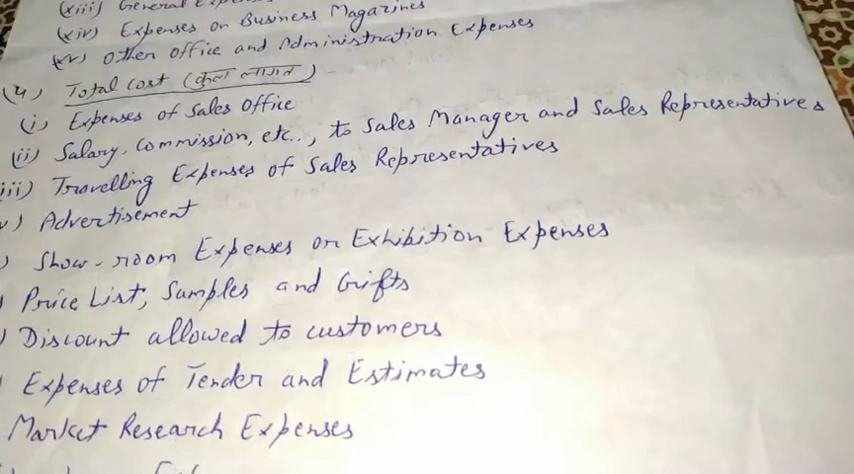 (xiii) General
(xiv) Expenses on Business Magazines
(xv) Other office and Administration Expenses
(4) Total cost (कुल लागत)
(i) Expenses of Sales Office
(ii) Salary, Commission, etc.., to Sales Manager and Sales Representatives
iii) Travelling Expenses of Sales Representatives
v) Advertisement
) Show-room Expenses or Exhibition Expenses
Price List, Samples and Gifts
) Discount allowed to customers
Expenses of Tender and Estimates
Market Research Expenses